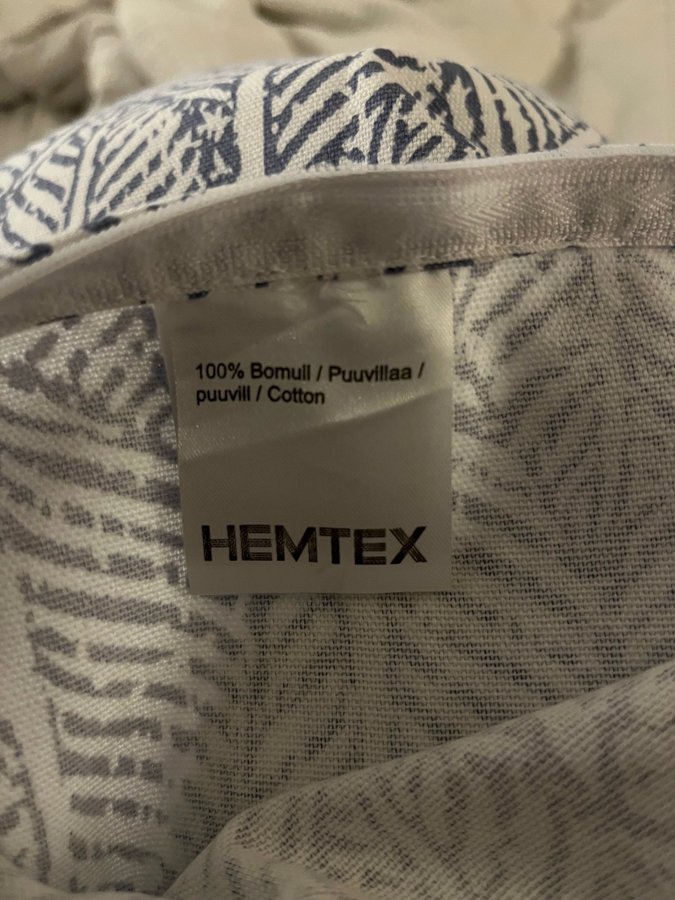 100% Bomull / Puuvillaa /
puuvill / Cotton
HEMTEX